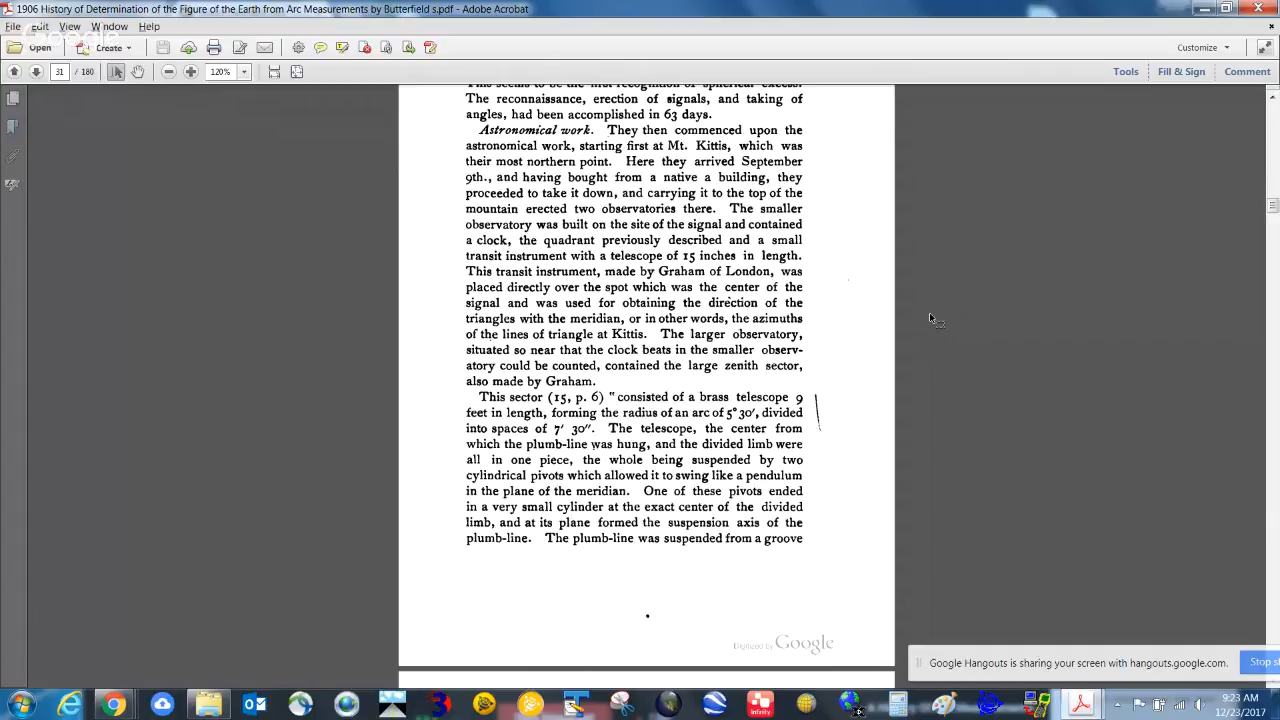 1906 History of Determination of the Figure of the Earth from Arc Measurements by Butterfield s.pdf - Adobe Acrobat
File Edit View Window Help
Google
Open Create Customize
31 / 180 120% Tools Fill & Sign Comment
This seems to be the first recognition of spherical excess.
The reconnaissance, erection of signals, and taking of
angles, had been accomplished in 63 days.
Astronomical work. They then commenced upon the
astronomical work, starting first at Mt. Kittis, which was
their most northern point. Here they arrived September
9th., and having bought from a native a building, they
proceeded to take it down, and carrying it to the top of the
mountain erected two observatories there. The smaller
observatory was built on the site of the signal and contained
a clock, the quadrant previously described and a small
transit instrument with a telescope of 15 inches in length.
This transit instrument, made by Graham of London, was
placed directly over the spot which was the center of the
signal and was used for obtaining the direction of the
triangles with the meridian, or in other words, the azimuths
of the lines of triangle at Kittis. The larger observatory,
situated so near that the clock beats in the smaller observ-
atory could be counted, contained the large zenith sector,
also made by Graham.
This sector (15, p. 6) "consisted of a brass telescope 9
feet in length, forming the radius of an arc of 5° 30′, divided
into spaces of 7′ 30″. The telescope, the center from
which the plumb-line was hung, and the divided limb were
all in one piece, the whole being suspended by two
cylindrical pivots which allowed it to swing like a pendulum
in the plane of the meridian. One of these pivots ended
in a very small cylinder at the exact center of the divided
limb, and at its plane formed the suspension axis of the
plumb-line. The plumb-line was suspended from a groove
Digitized by Google
Google Hangouts is sharing your screen with hangouts.google.com. Stop
infinity
9:23 AM
12/23/2017